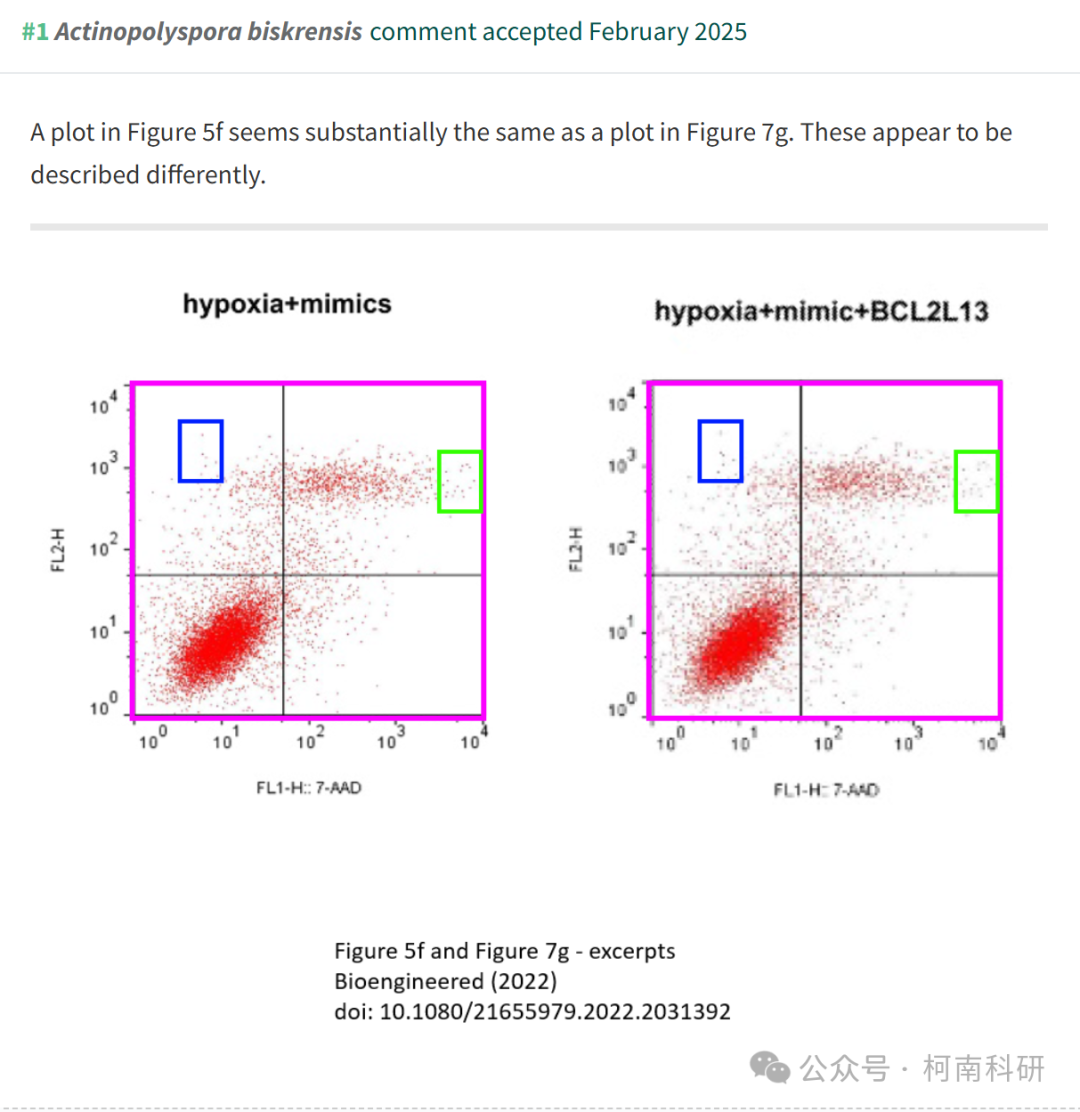 #1 Actinopolyspora biskrensis comment accepted February 2025
A plot in Figure 5f seems substantially the same as a plot in Figure 7g. These appear to be
described differently.
hypoxia+mimics
hypoxia+mimic+BCL2L13
10⁴
10³
10²
10¹
10⁰
FL2-H
10⁰ 10¹ 10² 10³ 10⁴
FL1-H:: 7-AAD
10⁴
10³
10²
10¹
10⁰
FL2-H
10⁰ 10¹ 10² 10³ 10⁴
FL1-H:: 7-AAD
Figure 5f and Figure 7g - excerpts
Bioengineered (2022)
doi: 10.1080/21655979.2022.2031392
公众号 · 柯南科研